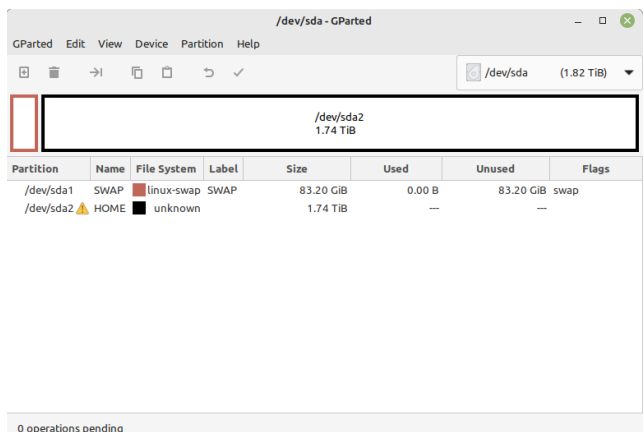 /dev/sda - GParted
GParted Edit View Device Partition Help
/dev/sda (1.82 TiB)
/dev/sda2
1.74 TiB
Partition Name File System Label Size Used Unused Flags
/dev/sda1 SWAP linux-swap SWAP 83.20 GiB 0.00 B 83.20 GiB swap
/dev/sda2 HOME unknown 1.74 TiB --- ---
0 operations pending